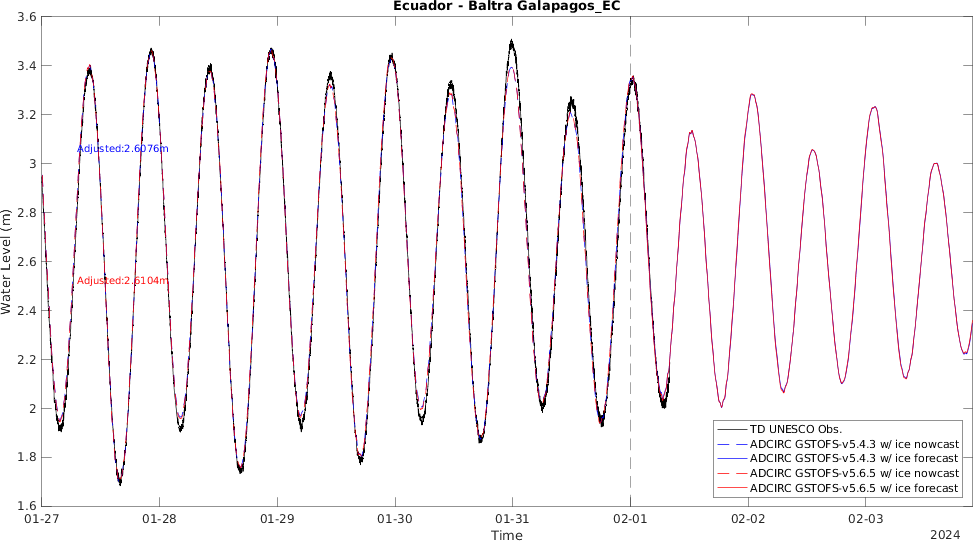 Ecuador - Baltra Galapagos_EC
3.6
3.4
3.2
3
2.8
2.6
2.4
2.2
2
1.8
1.6
Water Level (m)
Adjusted:2.6076m
Adjusted:2.6104m
TD UNESCO Obs.
ADCIRC GSTOFS-v5.4.3 w/ ice nowcast
ADCIRC GSTOFS-v5.4.3 w/ ice forecast
ADCIRC GSTOFS-v5.6.5 w/ ice nowcast
ADCIRC GSTOFS-v5.6.5 w/ ice forecast
01-27 01-28 01-29 01-30 01-31 02-01 02-02 02-03
Time
2024